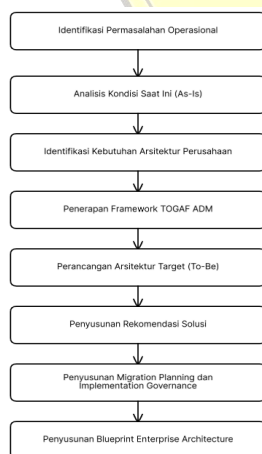 Identifikasi Permasalahan Operasional
Analisis Kondisi Saat Ini (As-Is)
Identifikasi Kebutuhan Arsitektur Perusahaan
Penerapan Framework TOGAF ADM
Perancangan Arsitektur Target (To-Be)
Penyusunan Rekomendasi Solusi
Penyusunan Migration Planning dan
Implementation Governance
Penyusunan Blueprint Enterprise Architecture